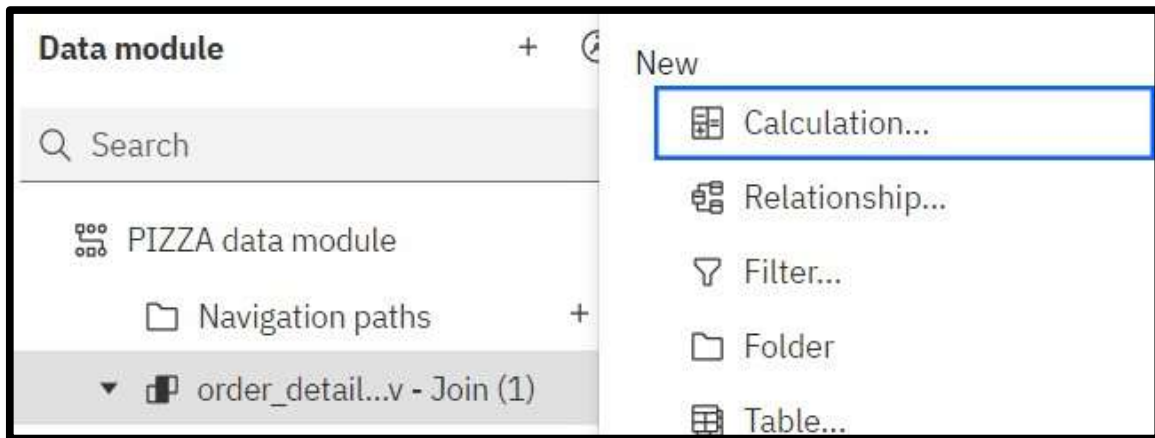 Data module
Search
PIZZA data module
Navigation paths
order_detail...v - Join (1)
New
Calculation...
Relationship...
Filter...
Folder
Table...